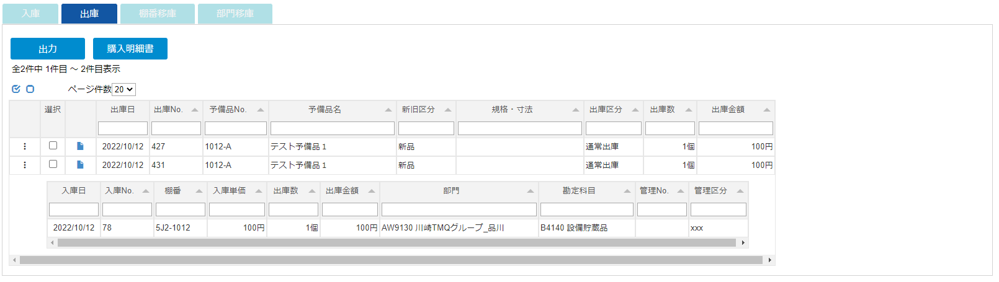 入庫 出庫 棚番移庫 部門移庫
出力 購入明細書
全2件中 1件目 ～ 2件目表示
ページ件数 20
選択 出庫日 出庫No. 予備品No. 予備品名 新旧区分 規格・寸法 出庫区分 出庫数 出庫金額
2022/10/12 427 1012-A テスト予備品１ 新品 通常出庫 1個 100円
2022/10/12 431 1012-A テスト予備品１ 新品 通常出庫 1個 100円
入庫日 入庫No. 棚番 入庫単価 出庫数 出庫金額 部門 勘定科目 管理No. 管理区分
2022/10/12 78 5J2-1012 100円 1個 100円 AW9130 川崎TMQグループ_品川 B4140 設備貯蔵品 xxx